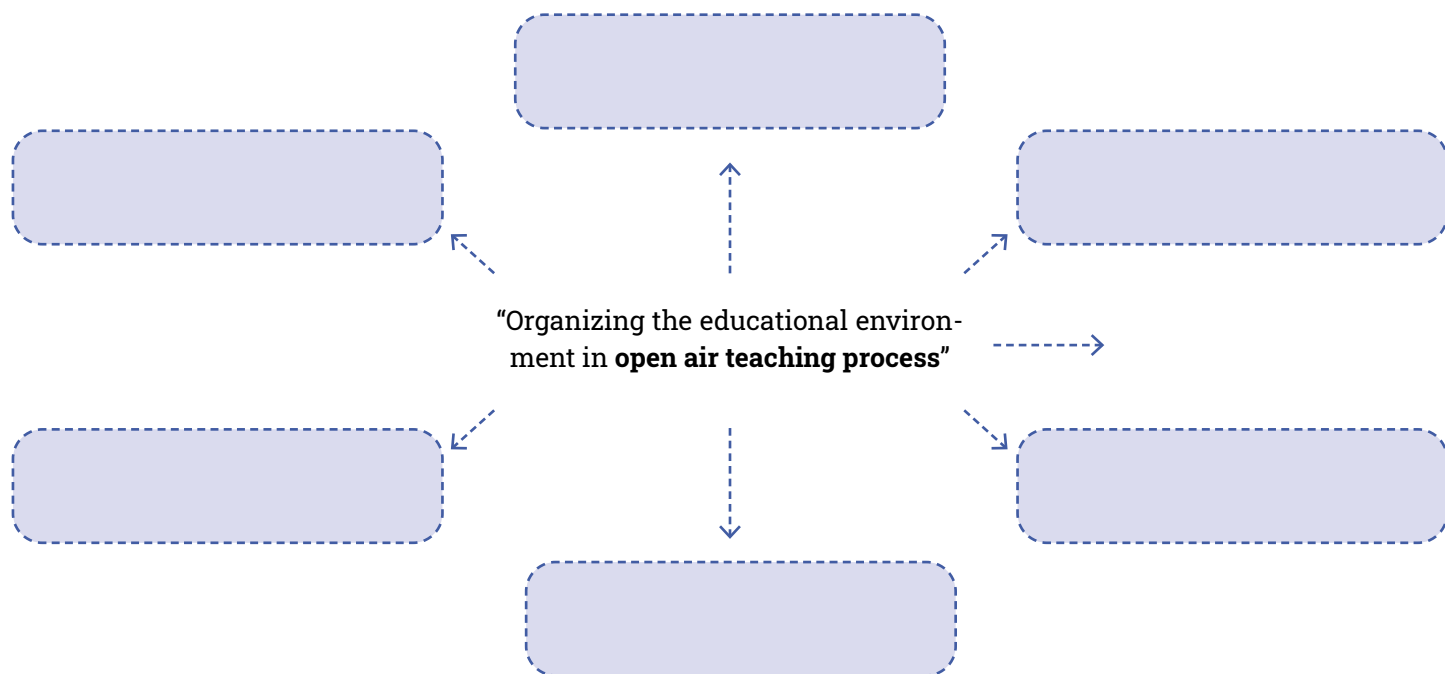 “Organizing the educational environ-
ment in open air teaching process”